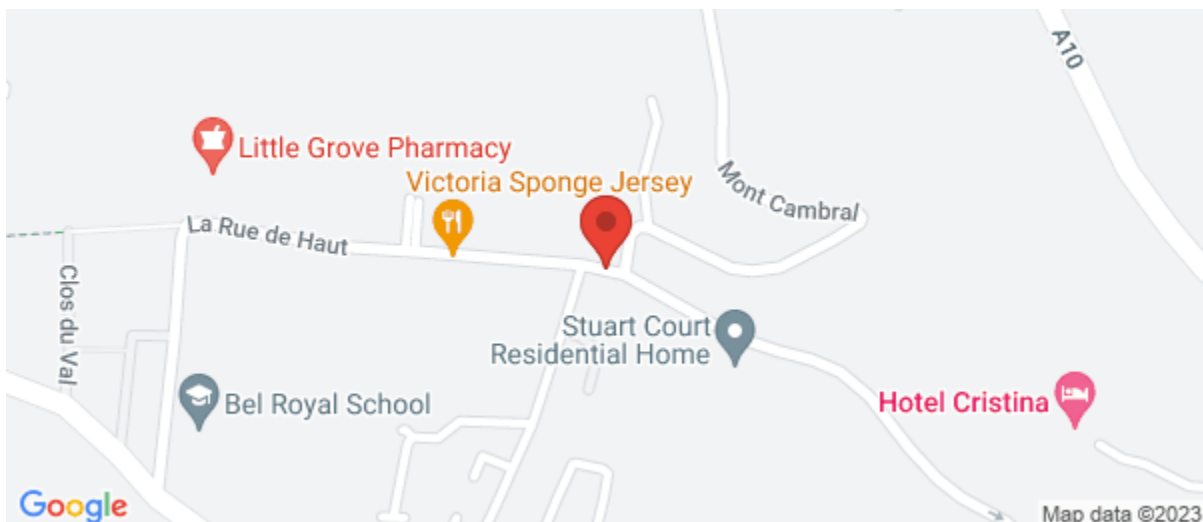 A10
Little Grove Pharmacy
Victoria Sponge Jersey
Mont Cambral
La Rue de Haut
Clos du Val
Stuart Court
Residential Home
Bel Royal School
Hotel Cristina
Google
Map data ©2023